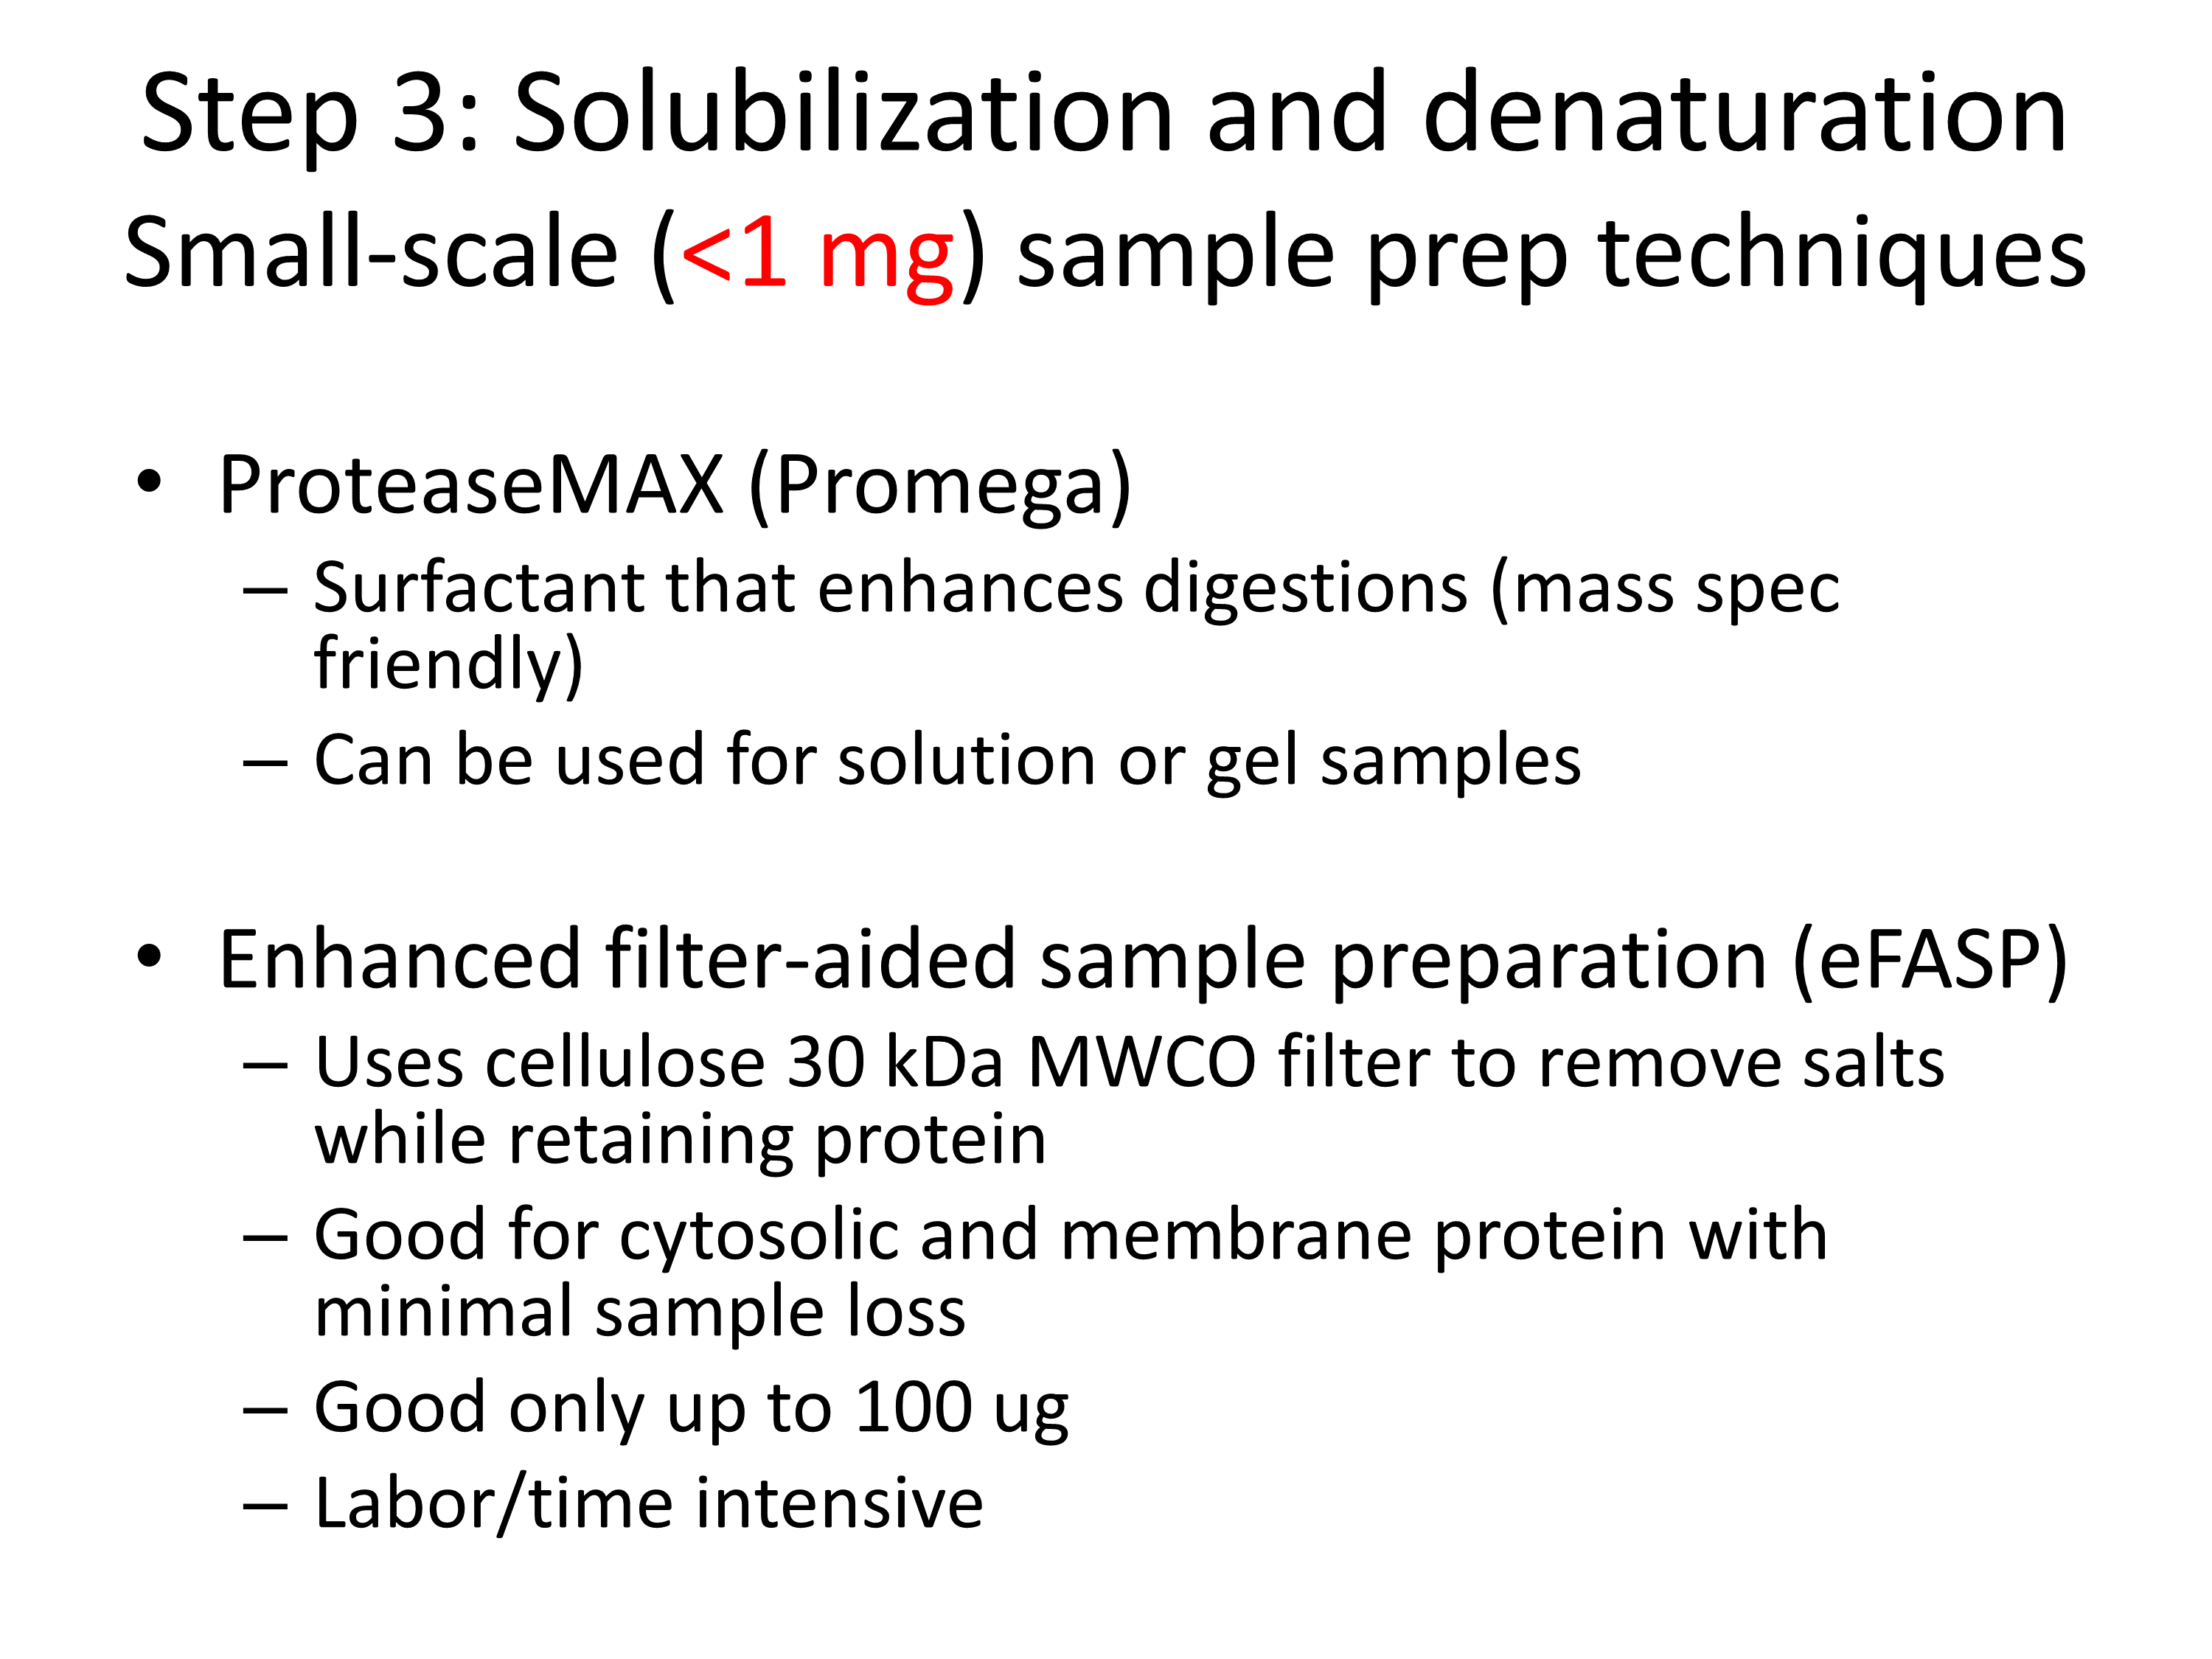 Step 3: Solubilization and denaturation
Small-scale (<1 mg) sample prep techniques
• ProteaseMAX (Promega)
– Surfactant that enhances digestions (mass spec
friendly)
– Can be used for solution or gel samples
• Enhanced filter-aided sample preparation (eFASP)
– Uses cellulose 30 kDa MWCO filter to remove salts
while retaining protein
– Good for cytosolic and membrane protein with
minimal sample loss
– Good only up to 100 ug
– Labor/time intensive